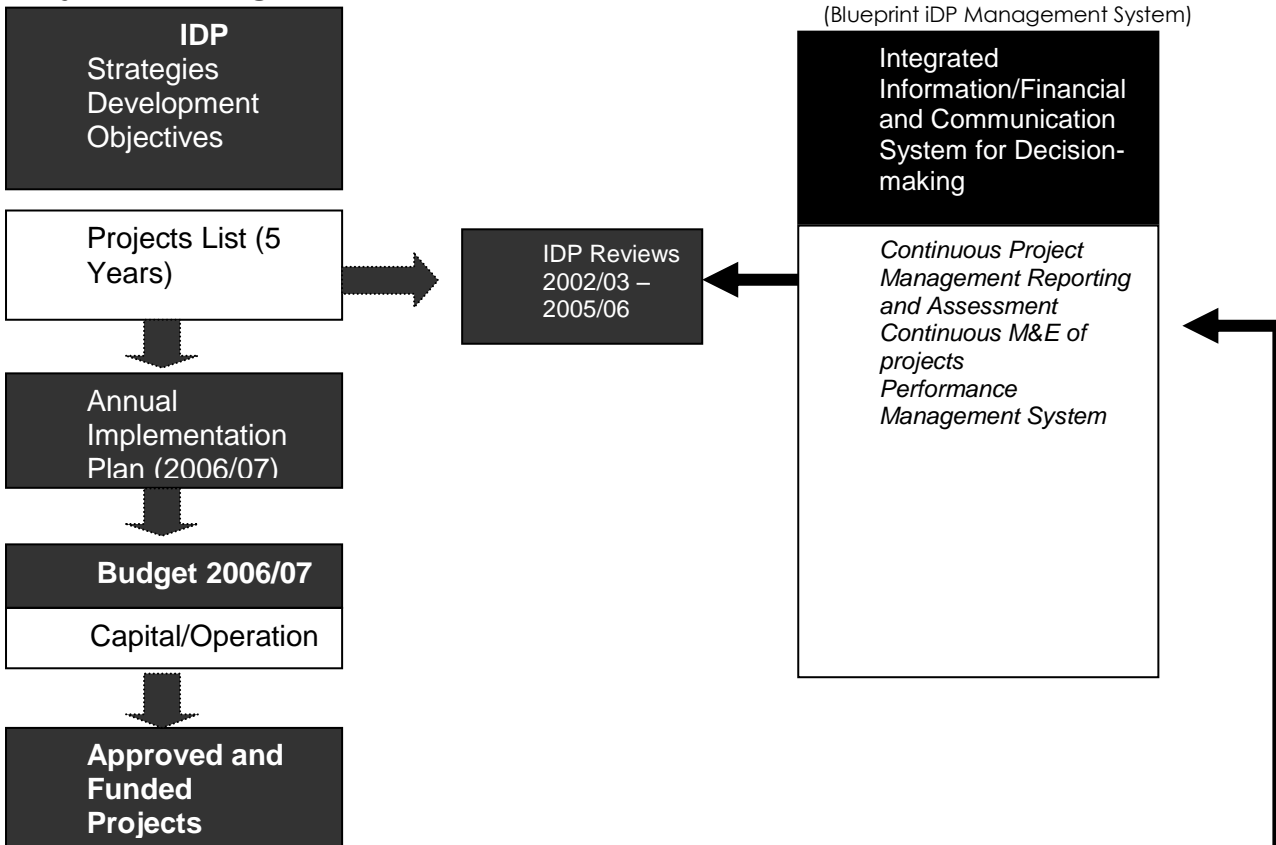 (Blueprint iDP Management System)
IDP
Strategies
Development
Objectives
Projects List (5
Years)
Annual
Implementation
Plan (2006/07)
Budget 2006/07
Capital/Operation
Approved and
Funded
Projects
IDP Reviews
2002/03 –
2005/06
Integrated
Information/Financial
and Communication
System for Decision-
making
Continuous Project
Management Reporting
and Assessment
Continuous M&E of
projects
Performance
Management System